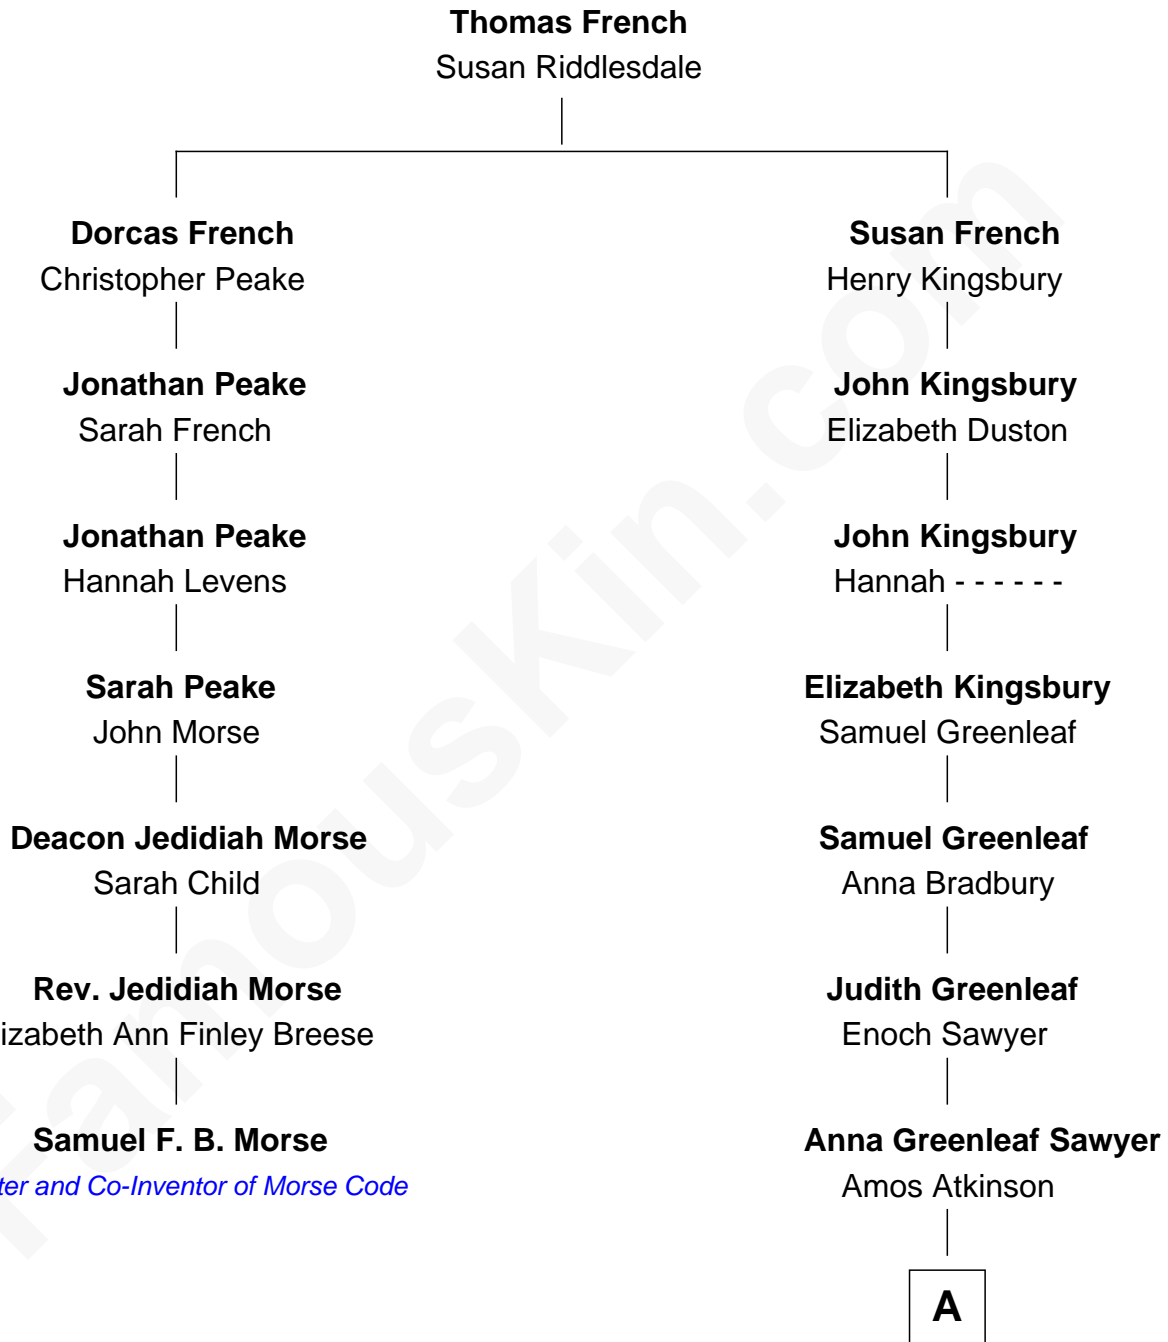 Thomas French
Susan Riddlesdale
Dorcas French
Christopher Peake
Susan French
Henry Kingsbury
Jonathan Peake
Sarah French
John Kingsbury
Elizabeth Duston
Jonathan Peake
Hannah Levens
John Kingsbury
Hannah - - - - - -
Sarah Peake
John Morse
Elizabeth Kingsbury
Samuel Greenleaf
Deacon Jedidiah Morse
Sarah Child
Samuel Greenleaf
Anna Bradbury
Rev. Jedidiah Morse
izabeth Ann Finley Breese
Judith Greenleaf
Enoch Sawyer
Samuel F. B. Morse
ter and Co-Inventor of Morse Code
Anna Greenleaf Sawyer
Amos Atkinson
A
FamousKin.com